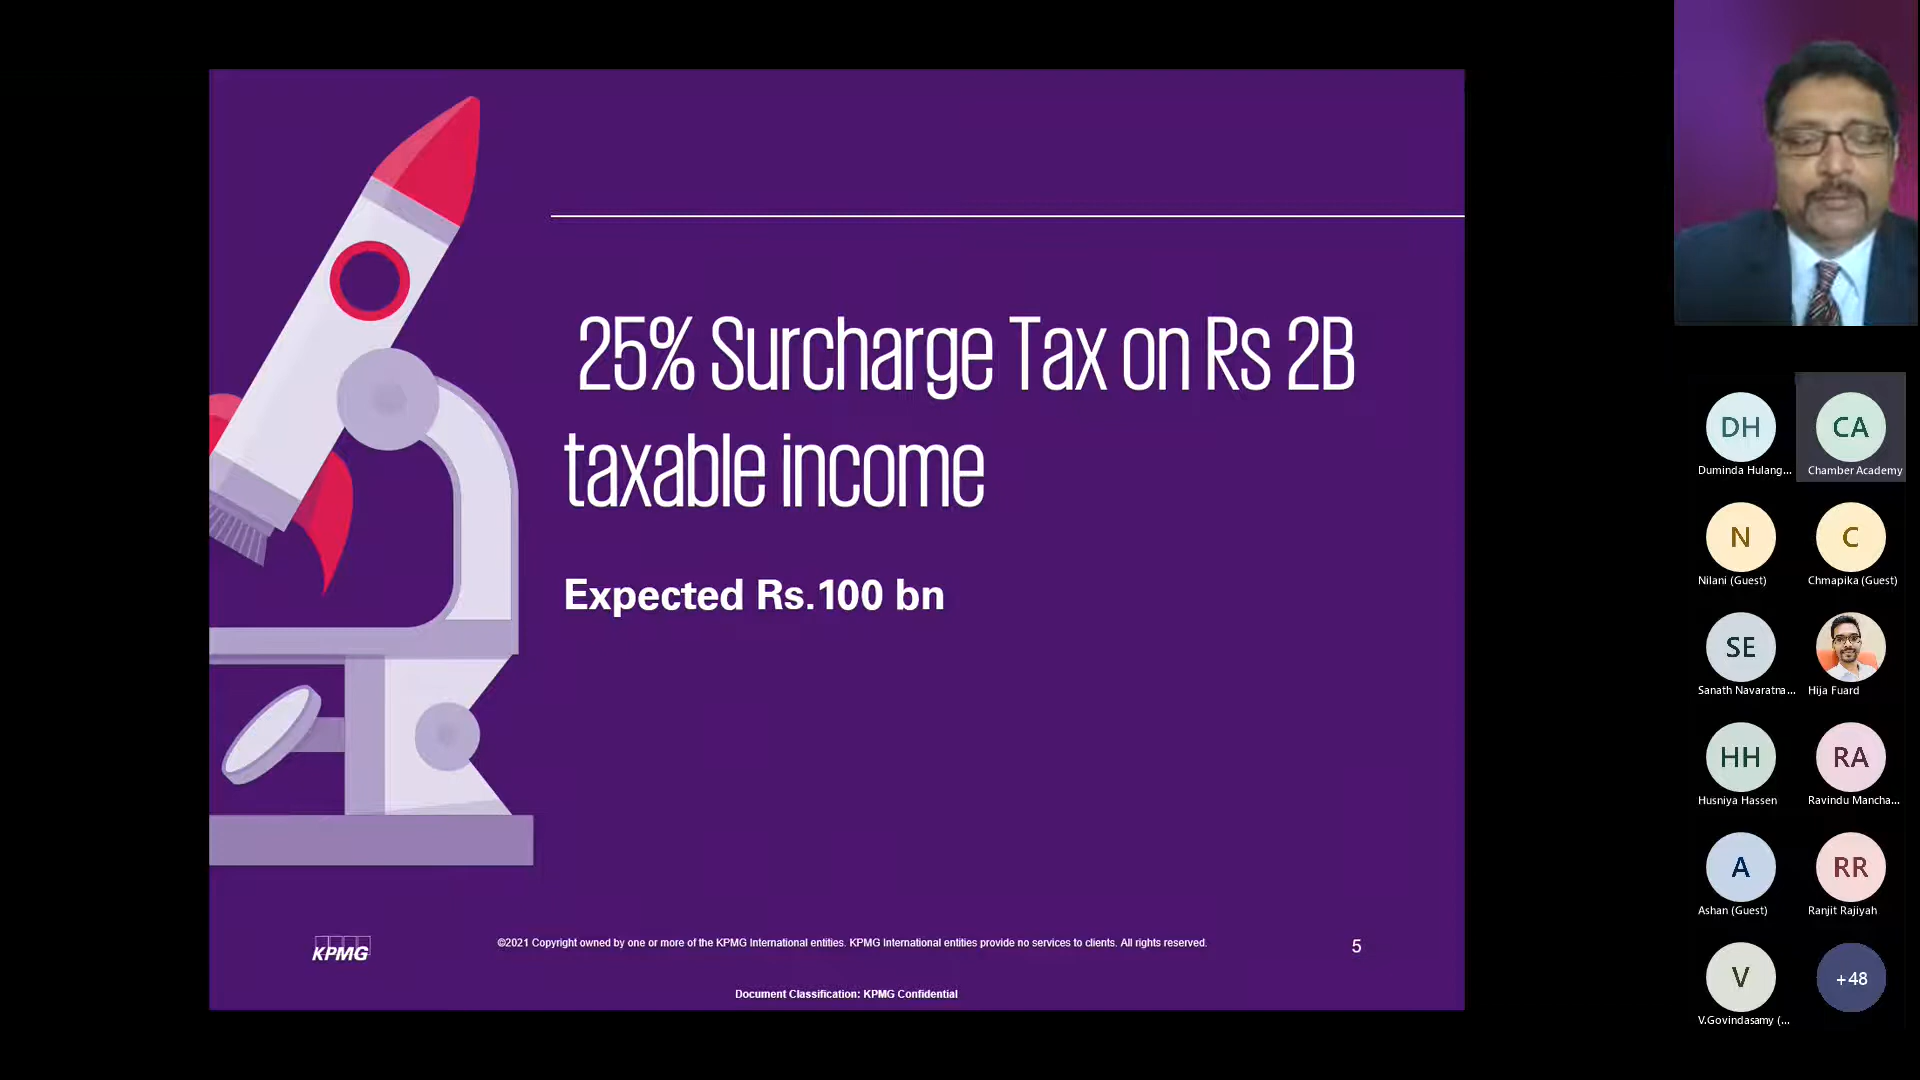 25% Surcharge Tax on Rs 2B
taxable income
Expected Rs.100 bn
KPMG
©2021 Copyright owned by one or more of the KPMG International entities. KPMG International entities provide no services to clients. All rights reserved.
5
Document Classification: KPMG Confidential
DH
Duminda Hulang...
CA
Chamber Academy
N
Nilani (Guest)
C
Chmapika (Guest)
SE
Sanath Navaratna...
Hija Fuard
HH
Husniya Hassen
RA
Ravindu Mancha...
A
Ashan (Guest)
RR
Ranjit Rajiyah
V
V.Govindasamy (...
+48